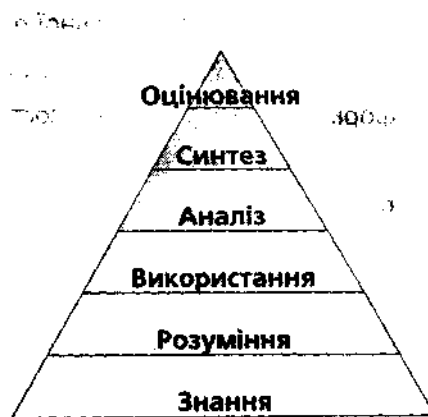 Оцінювання
Синтез
Аналіз
Використання
Розуміння
Знання